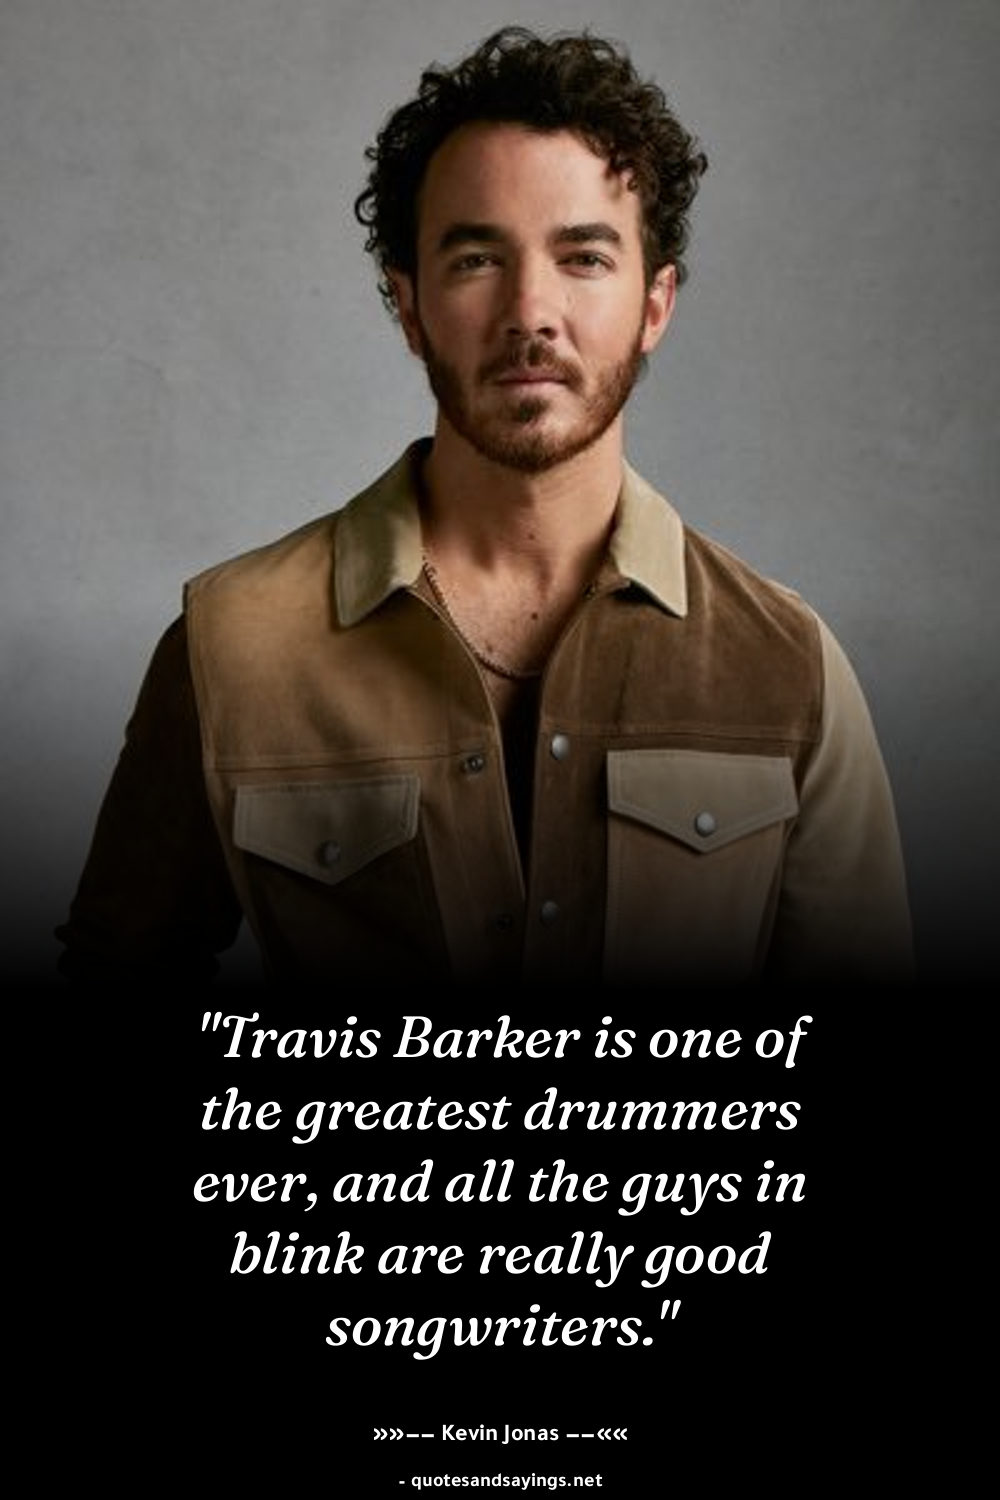 "Travis Barker is one of
the greatest drummers
ever, and all the guys in
blink are really good
songwriters."
»»−− Kevin Jonas −−««
- quotesandsayings.net